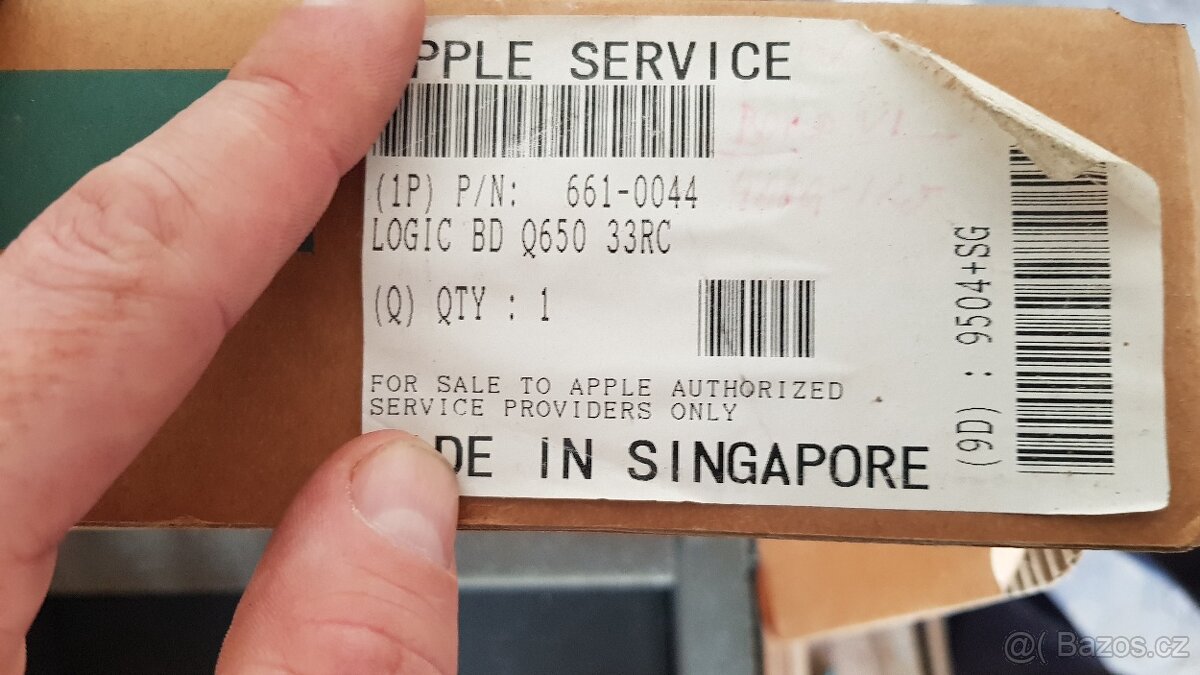 PPLE SERVICE
(1P) P/N: 661-0044
LOGIC BD Q650 33RC
(Q) QTY : 1
FOR SALE TO APPLE AUTHORIZED
SERVICE PROVIDERS ONLY
DE IN SINGAPORE
(9D) : 9504+SG
@( Bazos.cz